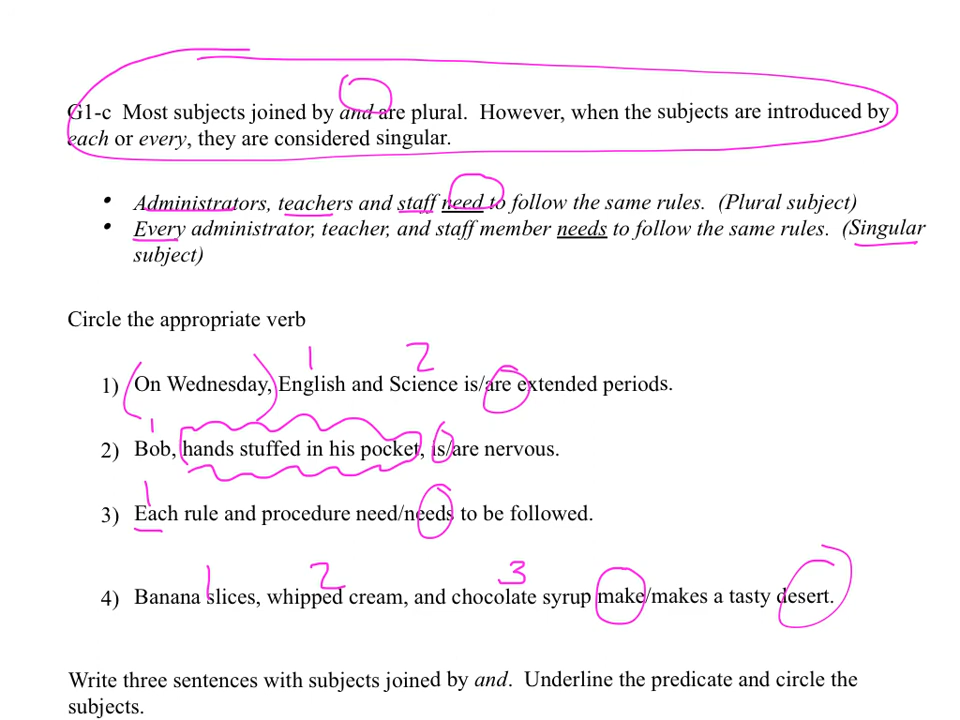 G1-c Most subjects joined by and are plural. However, when the subjects are introduced by
each or every, they are considered singular.
• Administrators, teachers and staff need to follow the same rules. (Plural subject)
• Every administrator, teacher, and staff member needs to follow the same rules. (Singular
subject)
Circle the appropriate verb
1 2
1) On Wednesday, English and Science is/are extended periods.
1
2) Bob, hands stuffed in his pocket, is/are nervous.
1
3) Each rule and procedure need/needs to be followed.
1 2 3
4) Banana slices, whipped cream, and chocolate syrup make/makes a tasty desert.
Write three sentences with subjects joined by and. Underline the predicate and circle the
subjects.